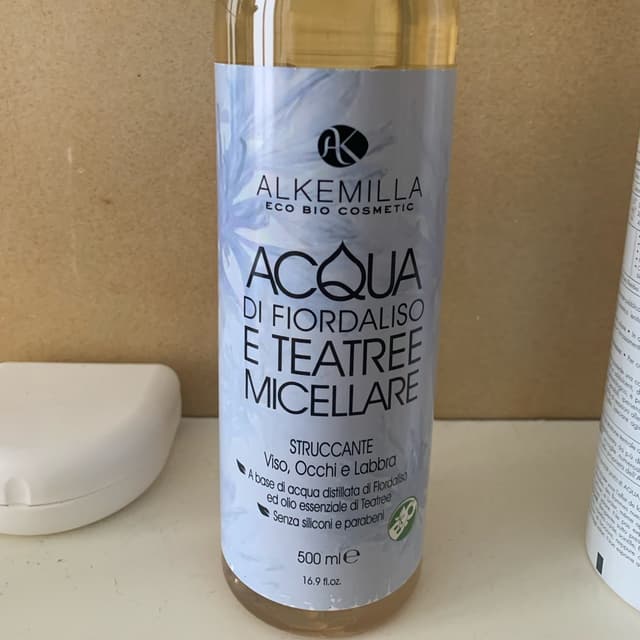 AK
ALKEMILLA
ECO BIO COSMETIC
ACQUA
DI FIORDALISO
E TEATREE
MICELLARE
STRUCCANTE
Viso, Occhi e Labbra
A base di acqua distillata di Fiordaliso
ed olio essenziale di Teatree
Senza siliconi e parabeni
BIO
500 ml e
16.9 fl.oz.